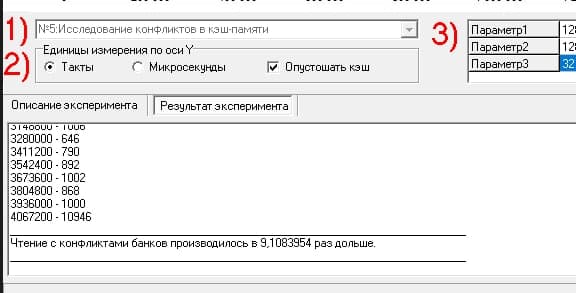 1)
№5:Исследование конфликтов в кэш-памяти
3)
Параметр1 128
Параметр2 128
Параметр3 32
Единицы измерения по оси Y
2)
Такты
Микросекунды
Опустошать кэш
Описание эксперимента
Результат эксперимента
3148800 - 1006
3280000 - 646
3411200 - 790
3542400 - 892
3673600 - 1002
3804800 - 868
3936000 - 1000
4067200 - 10946
Чтение с конфликтами банков производилось в 9,1083954 раз дольше.